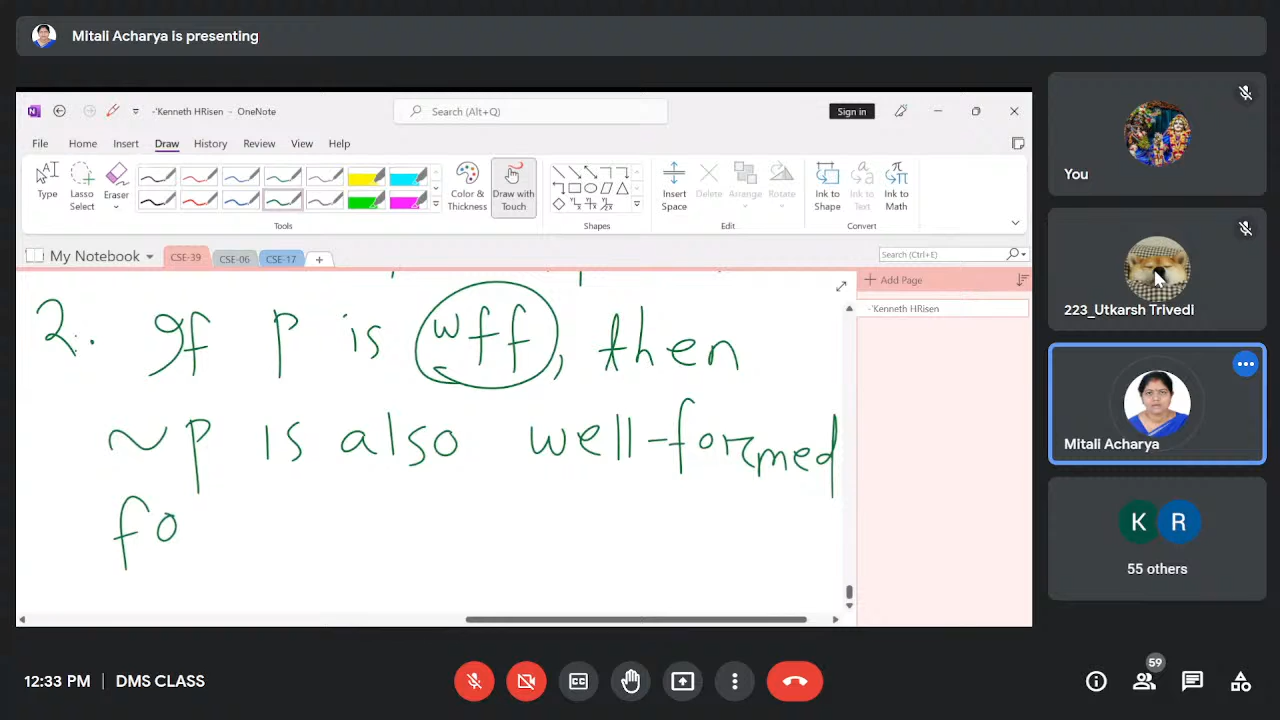 Mitali Acharya is presenting
-'Kenneth HRisen - OneNote
Search (Alt+Q)
Sign in
File Home Insert Draw History Review View Help
Type
Lasso Select
Eraser
Color & Thickness
Draw with Touch
Insert Space
Delete
Arrange
Rotate
Ink to Shape
Ink to Text
Ink to Math
Tools
Shapes
Edit
Convert
My Notebook CSE-39 CSE-06 CSE-17
Search (Ctrl+E)
Add Page
-'Kenneth HRisen
2. If p is wff, then
~p is also well-formed
fo
You
223_Utkarsh Trivedi
Mitali Acharya
K R
55 others
12:33 PM | DMS CLASS
59